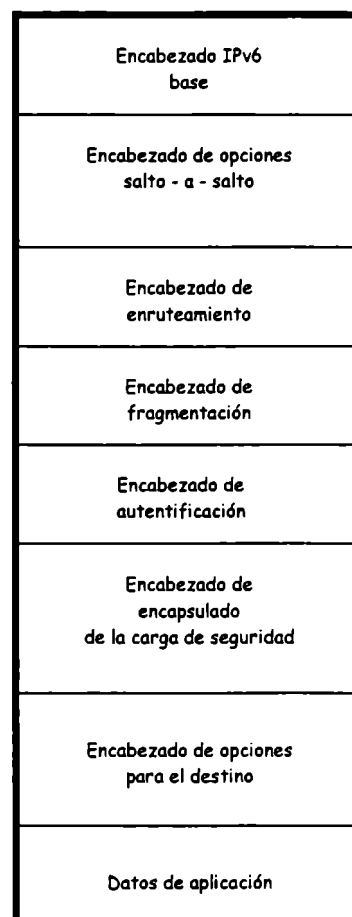 Encabezado IPv6
base
Encabezado de opciones
salto - a - salto
Encabezado de
enruteamiento
Encabezado de
fragmentación
Encabezado de
autentificación
Encabezado de
encapsulado
de la carga de seguridad
Encabezado de opciones
para el destino
Datos de aplicación